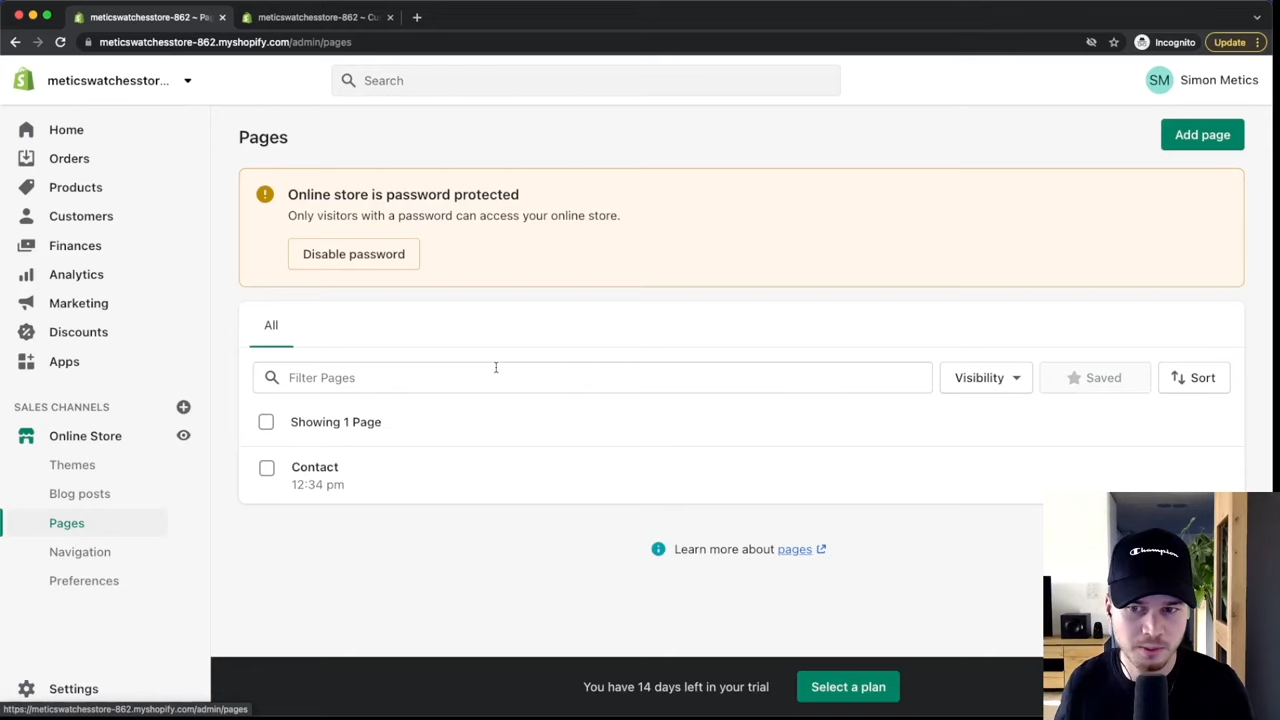 meticswatchesstore-862 ~ Pa
meticswatchesstore-862 ~ Cu
meticswatchesstore-862.myshopify.com/admin/pages
Incognito
Update
meticswatchesstor...
Search
SM
Simon Metics
Home
Orders
Products
Customers
Finances
Analytics
Marketing
Discounts
Apps
SALES CHANNELS
Online Store
Themes
Blog posts
Pages
Navigation
Preferences
Settings
https://meticswatchesstore-862.myshopify.com/admin/pages
Pages
Add page
Online store is password protected
Only visitors with a password can access your online store.
Disable password
All
Filter Pages
Visibility
Saved
Sort
Showing 1 Page
Contact
12:34 pm
Learn more about pages
You have 14 days left in your trial
Select a plan
Champion